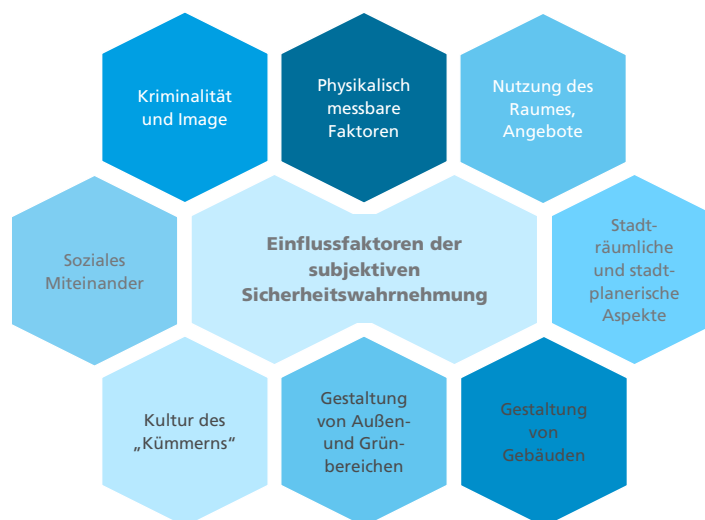 Kriminalität
und Image
Physikalisch
messbare
Faktoren
Nutzung des
Raumes,
Angebote
Soziales
Miteinander
Einflussfaktoren der
subjektiven
Sicherheitswahrnehmung
Stadt-
räumliche
und stadt-
planerische
Aspekte
Kultur des
„Kümmerns“
Gestaltung
von Außen-
und Grün-
bereichen
Gestaltung
von
Gebäuden